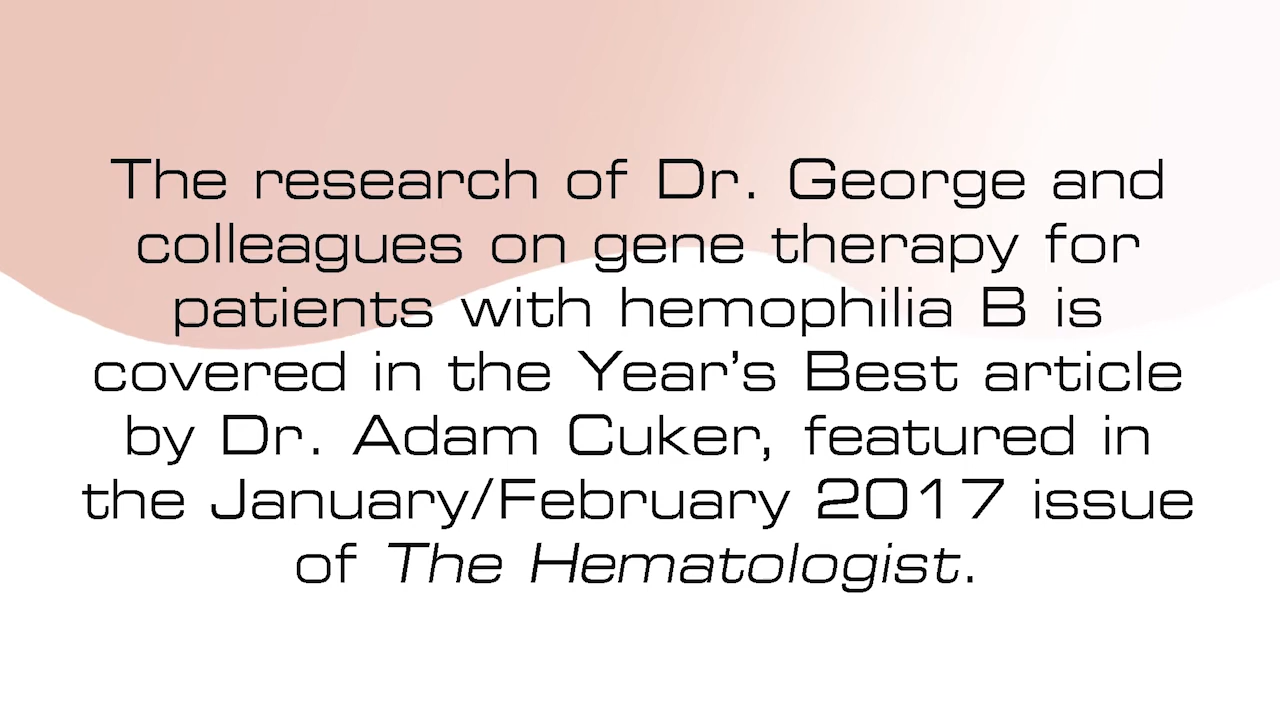 The research of Dr. George and
colleagues on gene therapy for
patients with hemophilia B is
covered in the Year’s Best article
by Dr. Adam Cuker, featured in
the January/February 2017 issue
of The Hematologist.